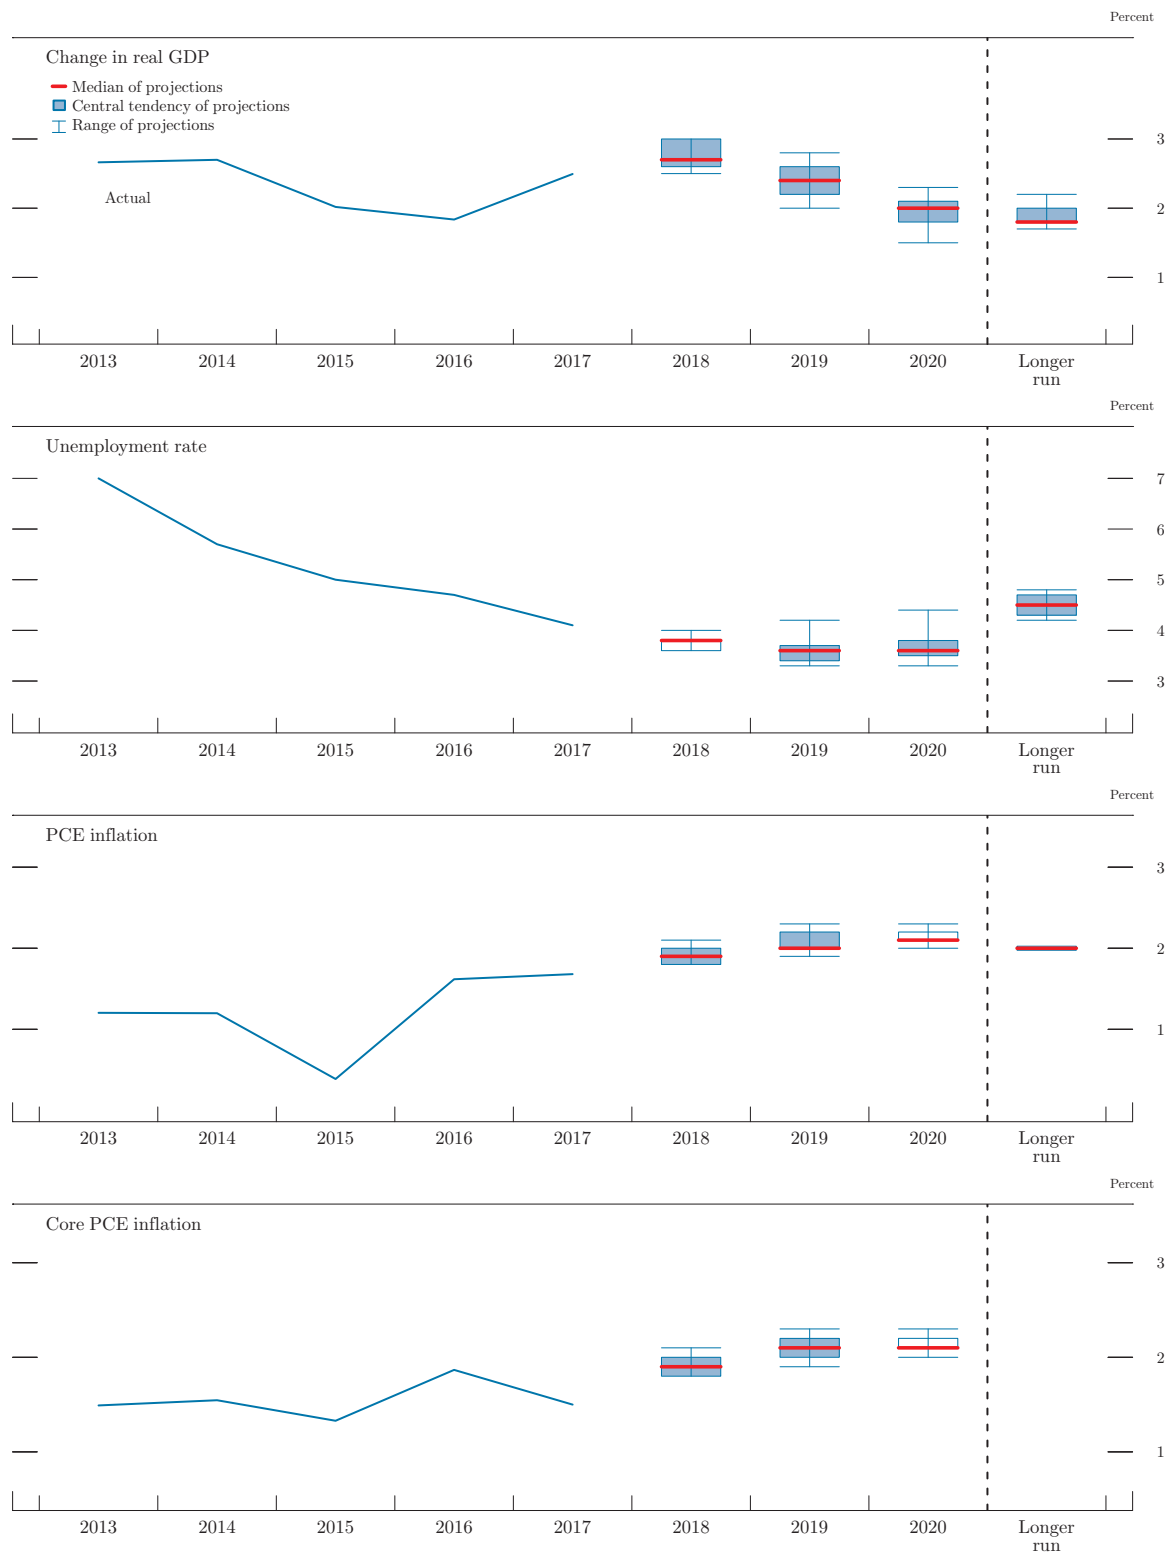 Percent
Change in real GDP
Median of projections
Central tendency of projections
Range of projections
Actual
3
2
1
2013 2014 2015 2016 2017 2018 2019 2020 Longer
run
Percent
Unemployment rate
7
6
5
4
3
2013 2014 2015 2016 2017 2018 2019 2020 Longer
run
Percent
PCE inflation
3
2
1
2013 2014 2015 2016 2017 2018 2019 2020 Longer
run
Percent
Core PCE inflation
3
2
1
2013 2014 2015 2016 2017 2018 2019 2020 Longer
run